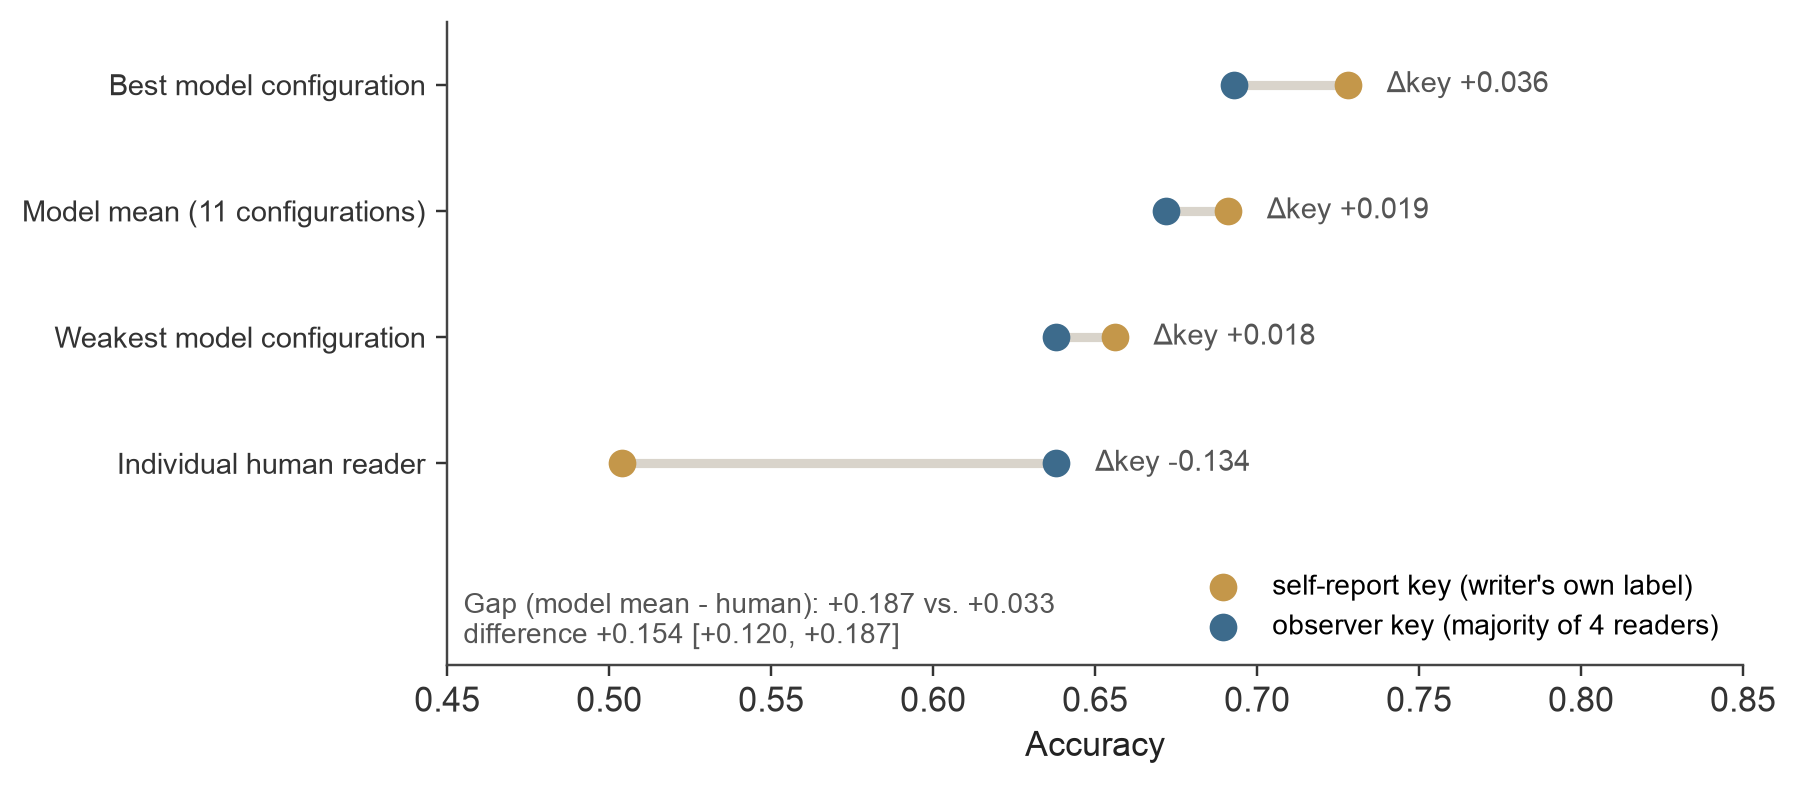 Best model configuration
Δkey +0.036
Model mean (11 configurations)
Δkey +0.019
Weakest model configuration
Δkey +0.018
Individual human reader
Δkey -0.134
Gap (model mean - human): +0.187 vs. +0.033
difference +0.154 [+0.120, +0.187]
self-report key (writer's own label)
observer key (majority of 4 readers)
0.45 0.50 0.55 0.60 0.65 0.70 0.75 0.80 0.85
Accuracy